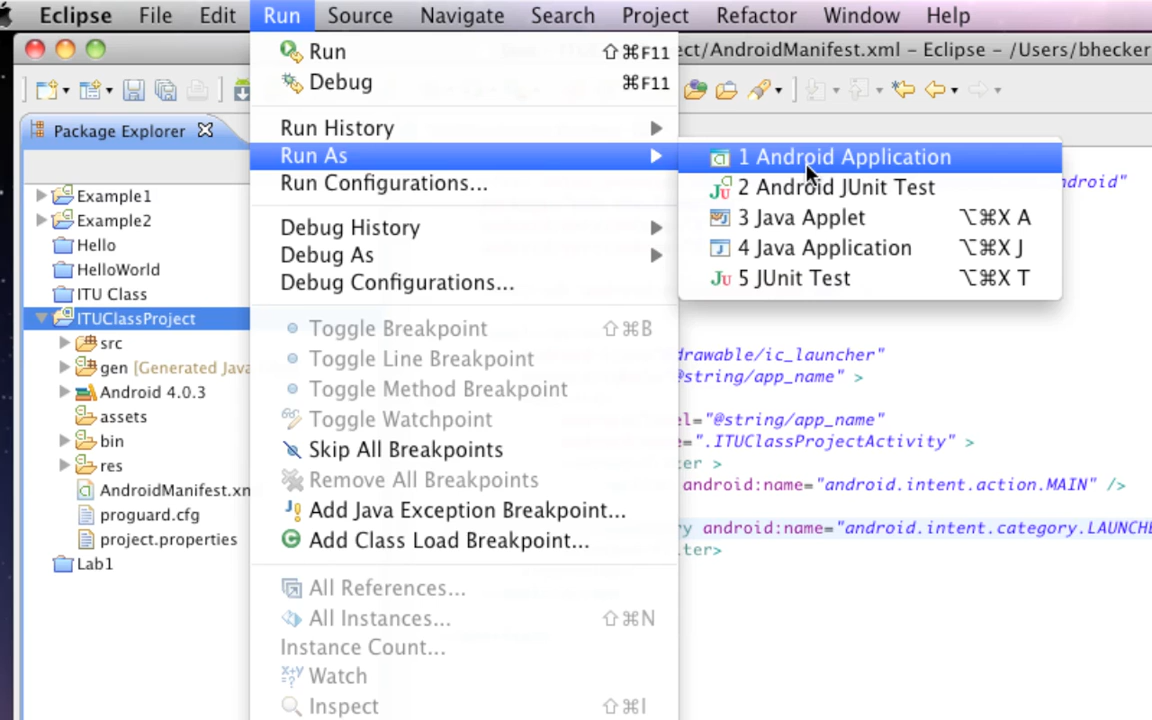 Eclipse File Edit Run Source Navigate Search Project Refactor Window Help
ect/AndroidManifest.xml – Eclipse – /Users/bhecker
Package Explorer
Example1
Example2
Hello
HelloWorld
ITU Class
ITUClassProject
src
gen [Generated Java
Android 4.0.3
assets
bin
res
AndroidManifest.xn
proguard.cfg
project.properties
Lab1
Run ⇧⌘F11
Debug ⌘F11
Run History
Run As
Run Configurations...
Debug History
Debug As
Debug Configurations...
Toggle Breakpoint ⇧⌘B
Toggle Line Breakpoint
Toggle Method Breakpoint
Toggle Watchpoint
Skip All Breakpoints
Remove All Breakpoints
Add Java Exception Breakpoint...
Add Class Load Breakpoint...
All References...
All Instances... ⇧⌘N
Instance Count...
Watch
Inspect ⇧⌘I
1 Android Application
2 Android JUnit Test
3 Java Applet ⌥⌘X A
4 Java Application ⌥⌘X J
5 JUnit Test ⌥⌘X T
ndroid"
drawable/ic_launcher"
@string/app_name" >
el="@string/app_name"
e=".ITUClassProjectActivity" >
ter >
android:name="android.intent.action.MAIN" />
ry android:name="android.intent.category.LAUNCHE
ter>